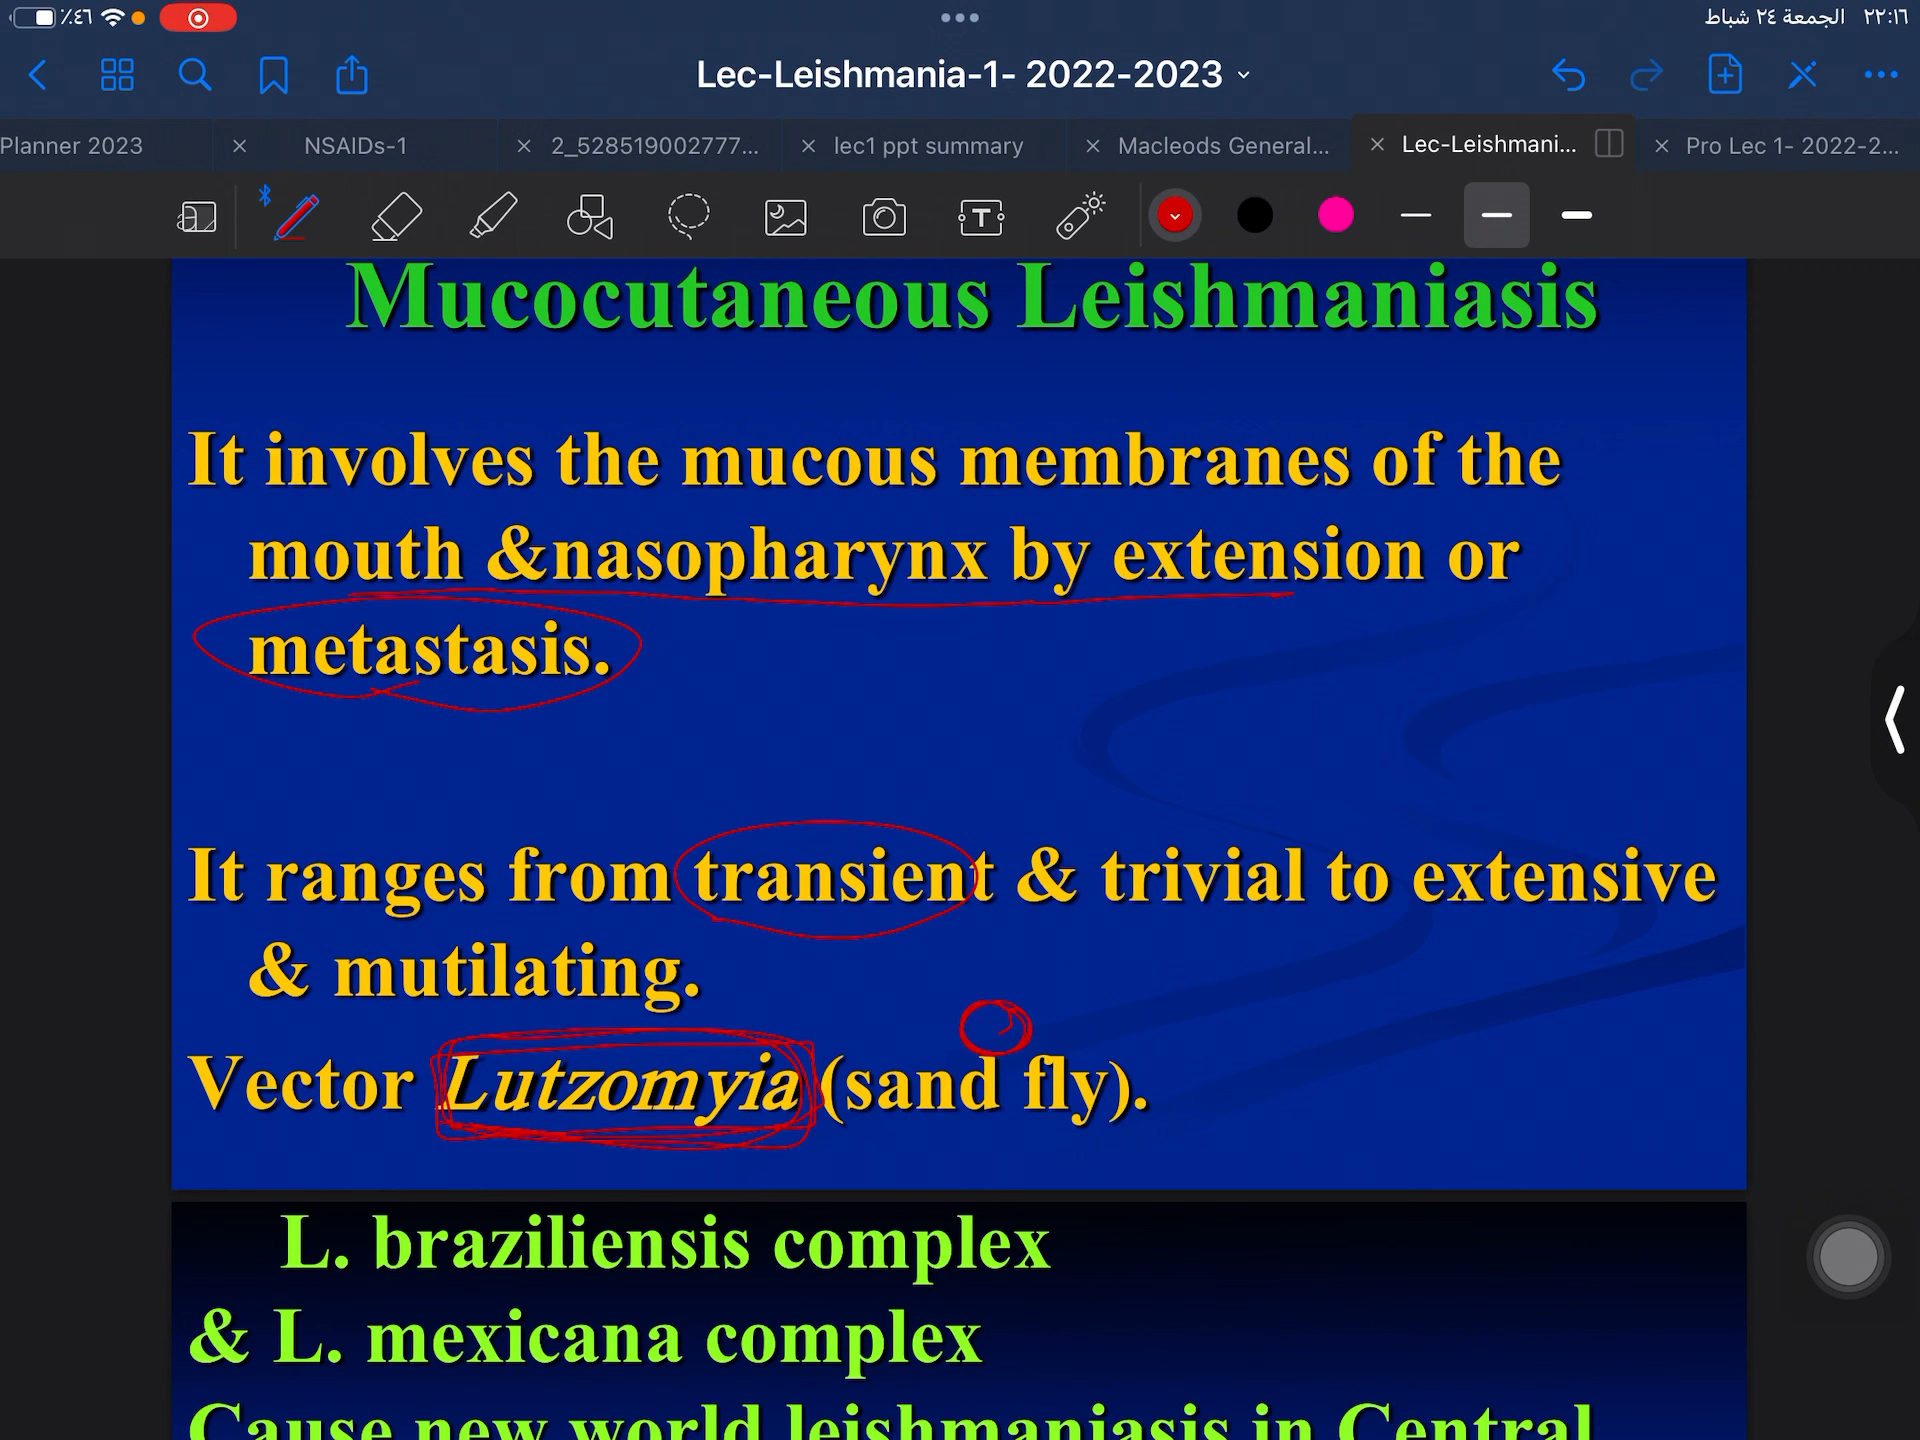 ٪٤٦
٢٢:١٦ الجمعة ٢٤ شباط
Lec-Leishmania-1- 2022-2023
Planner 2023
NSAIDs-1
2_528519002777...
lec1 ppt summary
Macleods General...
Lec-Leishmani...
Pro Lec 1- 2022-2...
Mucocutaneous Leishmaniasis
It involves the mucous membranes of the
mouth &nasopharynx by extension or
metastasis.
It ranges from transient & trivial to extensive
& mutilating.
Vector Lutzomyia (sand fly).
L. braziliensis complex
& L. mexicana complex
Cause new world leishmaniasis in Central